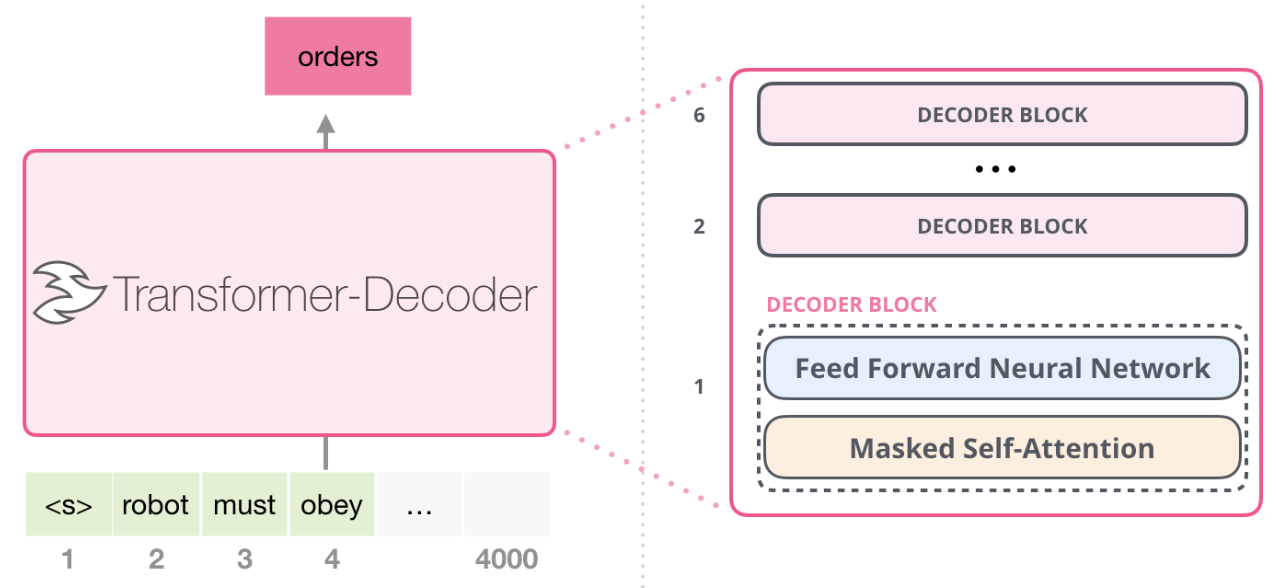 orders
Transformer-Decoder
<s> robot must obey ...
1 2 3 4 4000
6 DECODER BLOCK
...
2 DECODER BLOCK
DECODER BLOCK
1
Feed Forward Neural Network
Masked Self-Attention